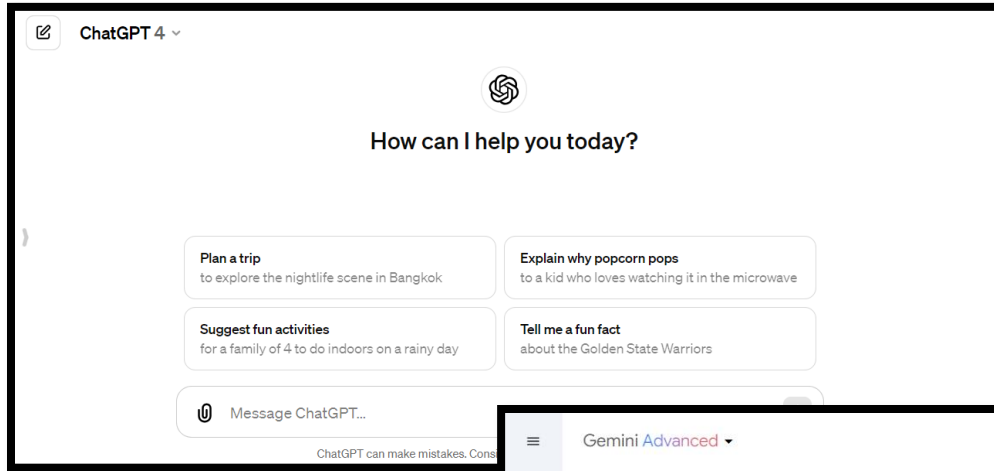 ChatGPT 4
How can I help you today?
Plan a trip
to explore the nightlife scene in Bangkok
Explain why popcorn pops
to a kid who loves watching it in the microwave
Suggest fun activities
for a family of 4 to do indoors on a rainy day
Tell me a fun fact
about the Golden State Warriors
Message ChatGPT...
ChatGPT can make mistakes.
Gemini Advanced